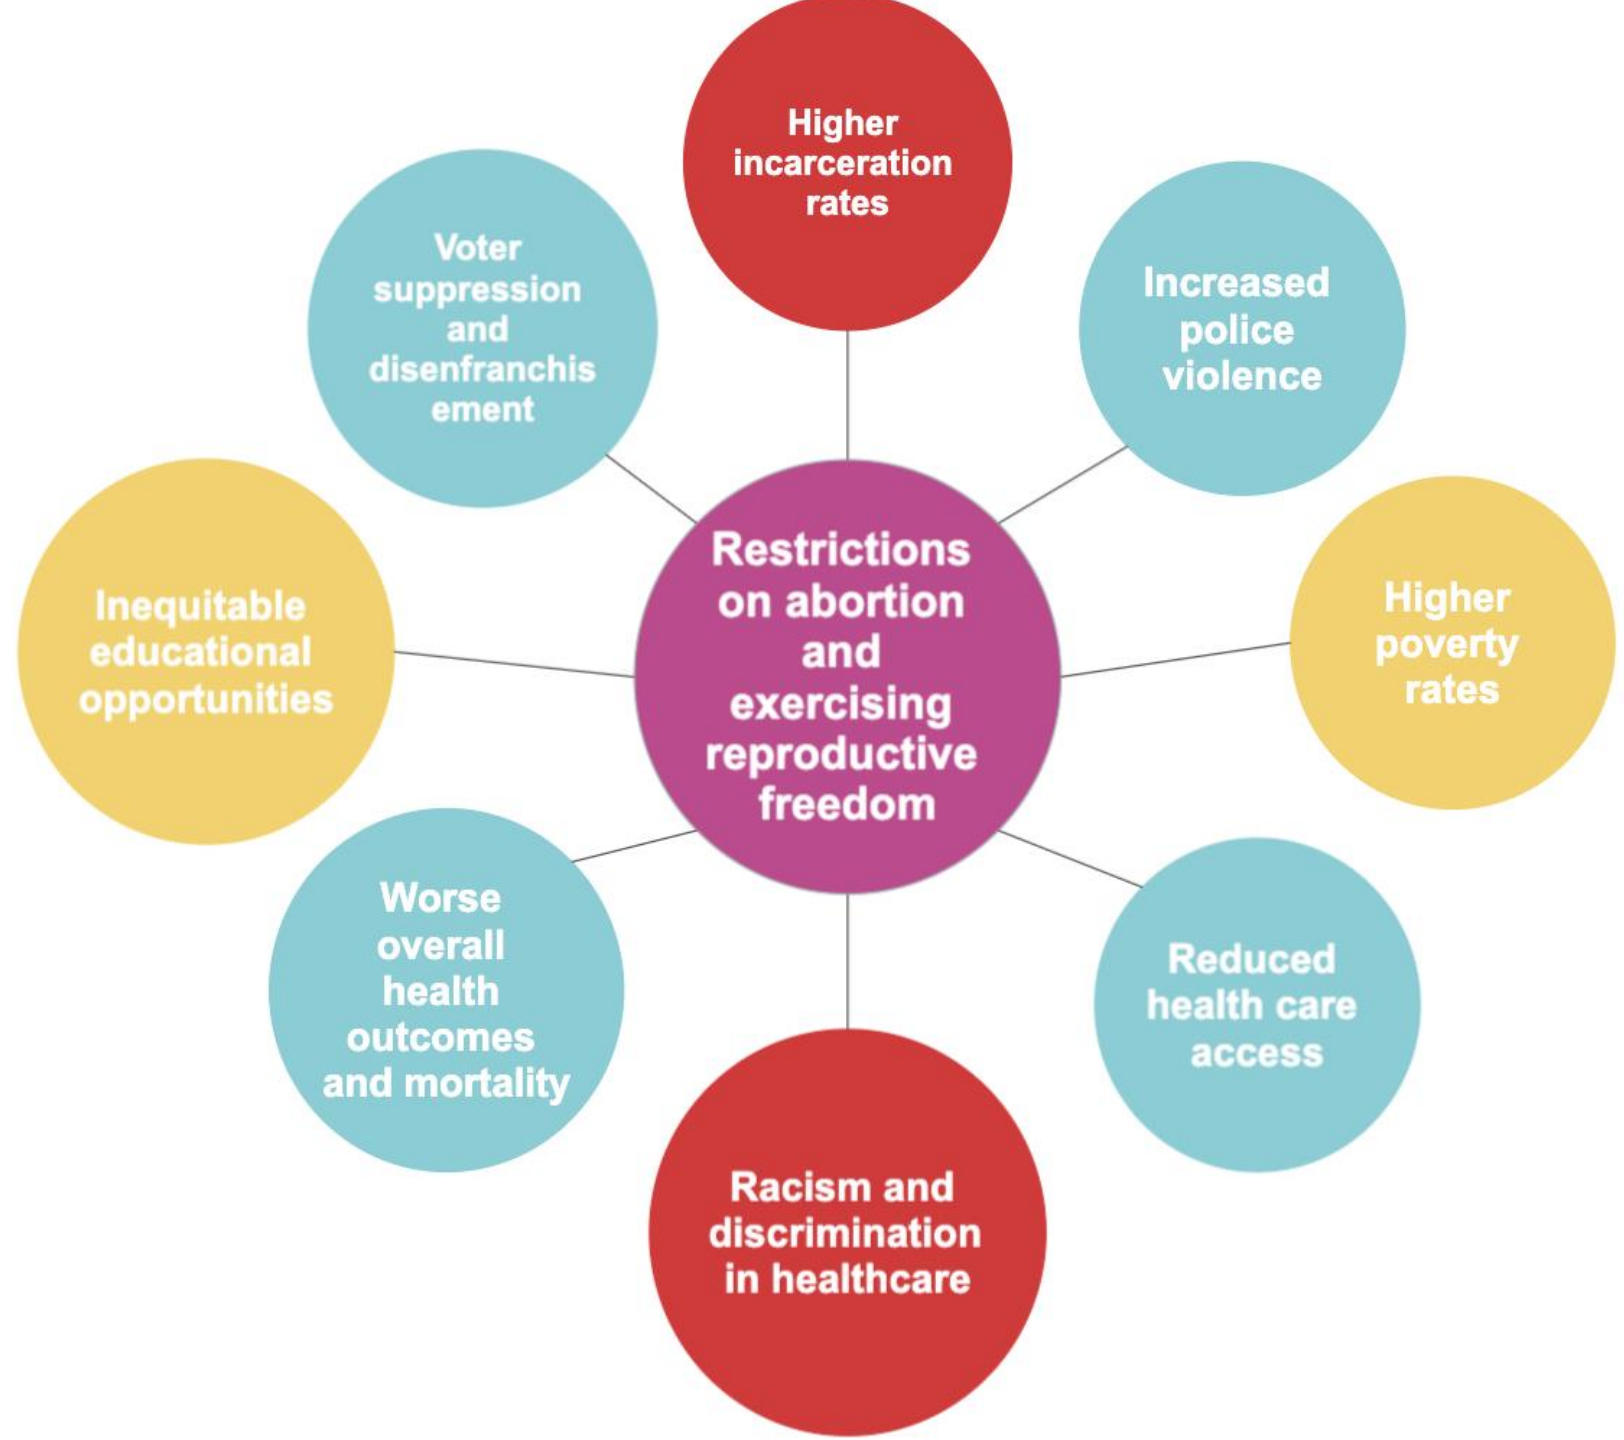 Higher
incarceration
rates
Voter
suppression
and
disenfranchis
ement
Increased
police
violence
Restrictions
on abortion
and
exercising
reproductive
freedom
Inequitable
educational
opportunities
Higher
poverty
rates
Worse
overall
health
outcomes
and mortality
Reduced
health care
access
Racism and
discrimination
in healthcare